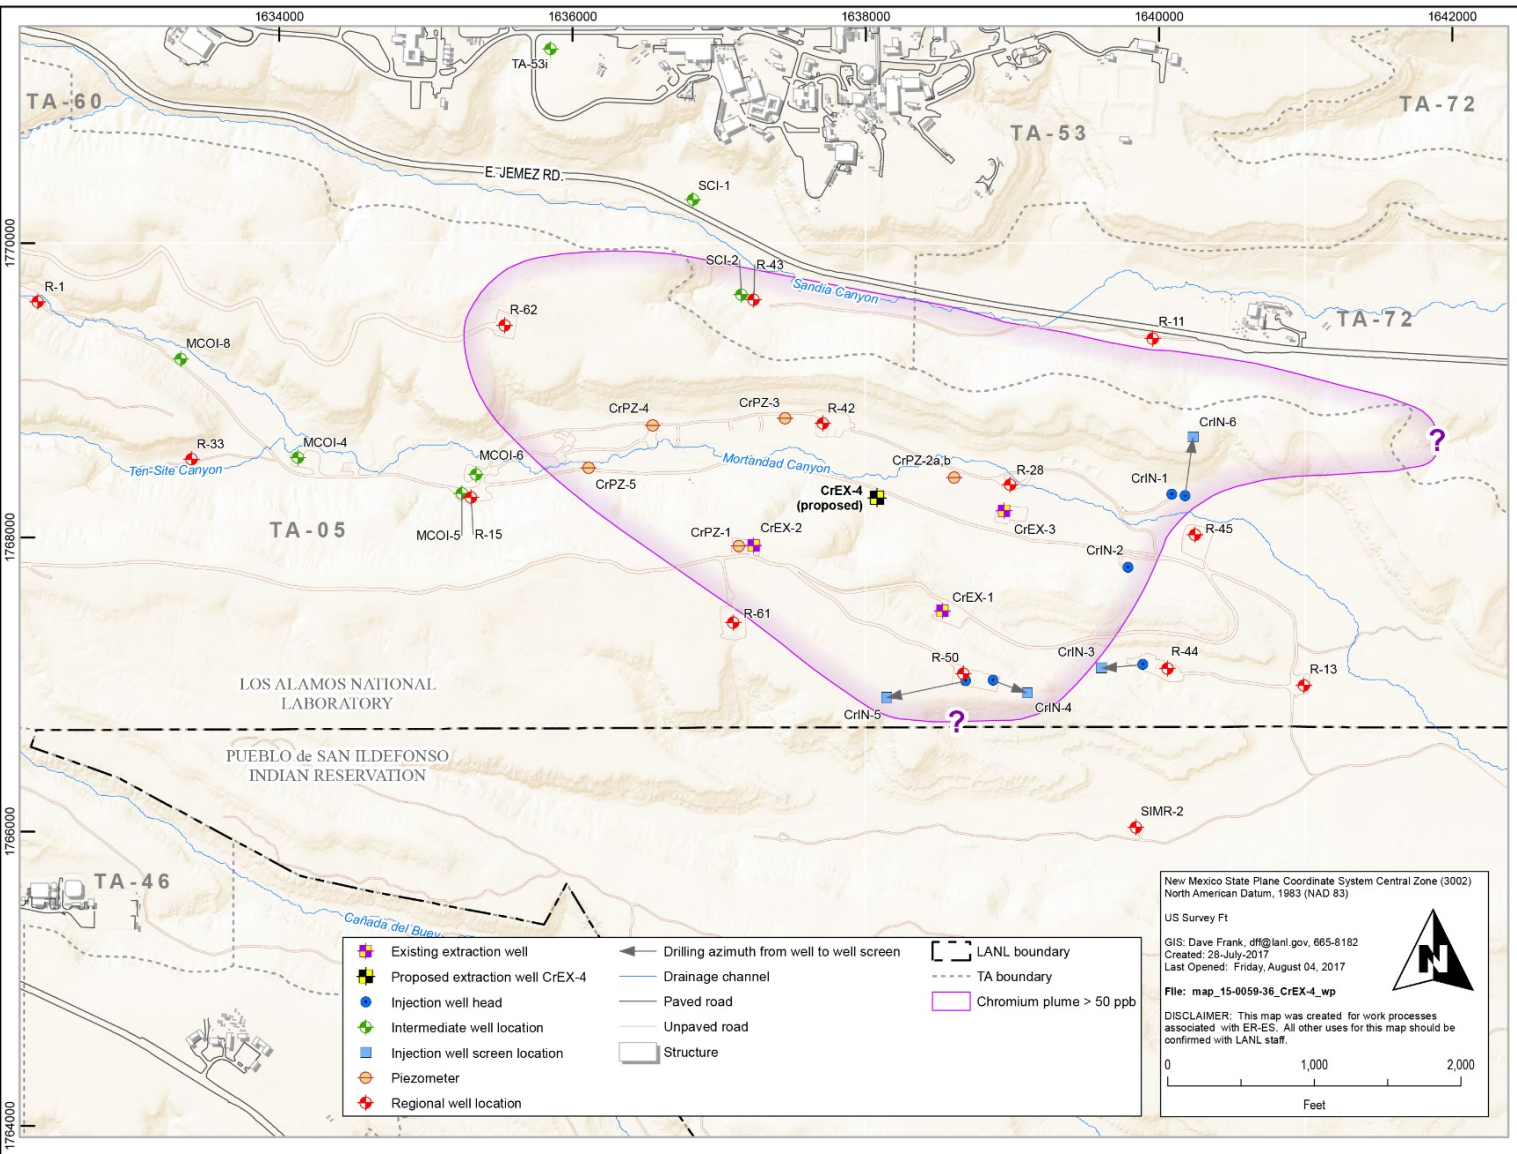 1634000
1636000
1638000
1640000
1642000
TA-53i
TA-60
TA-72
TA-53
E. JEMEZ RD.
SCI-1
1770000
SCI-2
R-43
Sandia Canyon
R-1
R-62
R-11
TA-72
MCOI-8
CrPZ-4
CrPZ-3
R-42
CrIN-6
?
R-33
MCOI-4
MCOI-6
Ten-Site Canyon
Mortandad Canyon
CrPZ-2a,b
R-28
CrIN-1
CrPZ-5
CrEX-4
(proposed)
TA-05
MCOI-5
R-15
CrPZ-1
CrEX-2
CrEX-3
R-45
1768000
CrIN-2
CrEX-1
R-61
CrIN-3
R-50
R-44
R-13
LOS ALAMOS NATIONAL
LABORATORY
CrIN-5
?
CrIN-4
PUEBLO de SAN ILDEFONSO
INDIAN RESERVATION
SIMR-2
1766000
TA-46
Cañada del Buey
Existing extraction well
Proposed extraction well CrEX-4
Injection well head
Intermediate well location
Injection well screen location
Piezometer
Regional well location
Drilling azimuth from well to well screen
Drainage channel
Paved road
Unpaved road
Structure
LANL boundary
TA boundary
Chromium plume > 50 ppb
New Mexico State Plane Coordinate System Central Zone (3002)
North American Datum, 1983 (NAD 83)
US Survey Ft
GIS: Dave Frank, dff@lanl.gov, 665-8182
Created: 28-July-2017
Last Opened: Friday, August 04, 2017
File: map_15-0059-36_CrEX-4_wp
DISCLAIMER: This map was created for work processes
associated with ER-ES. All other uses for this map should be
confirmed with LANL staff.
N
0 1,000 2,000
Feet
1764000